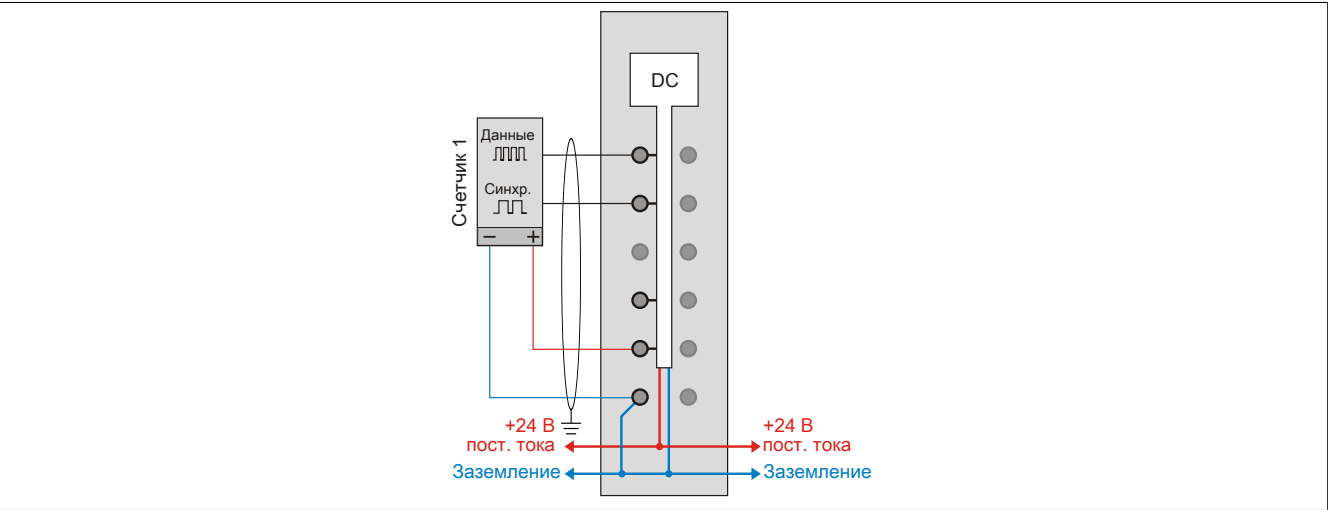 DC
Счетчик 1
Данные
Синхр.
− +
+24 В
пост. тока
Заземление
+24 В
пост. тока
Заземление